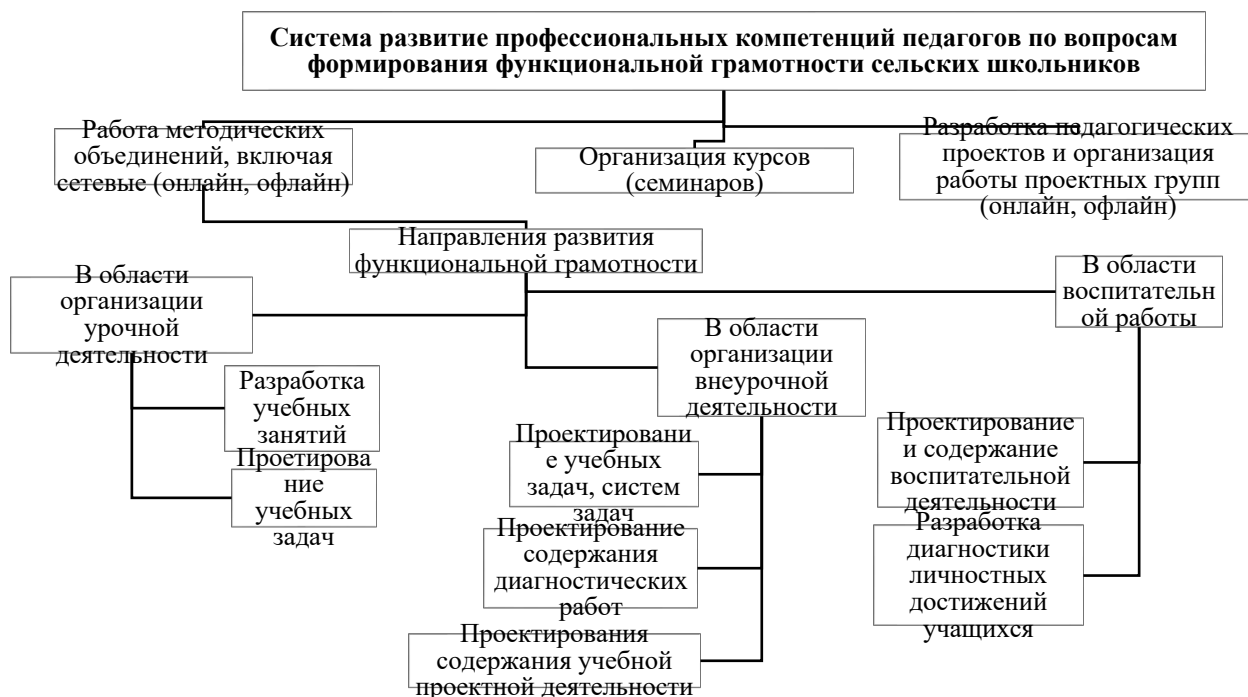 Система развитие профессиональных компетенций педагогов по вопросам
формирования функциональной грамотности сельских школьников
Работа методических
объединений, включая
сетевые (онлайн, офлайн)
Организация курсов
(семинаров)
Разработка педагогических
проектов и организация
работы проектных групп
(онлайн, офлайн)
Направления развития
функциональной грамотности
В области
организации
урочной
деятельности
Разработка
учебных
занятий
Проетирова
ние
учебных
задач
В области
организации
внеурочной
деятельности
Проектировани
е учебных
задач, систем
задач
Проектирование
содержания
диагностических
работ
Проектирования
содержания учебной
проектной деятельности
В области
воспитательн
ой работы
Проектирование
и содержание
воспитательной
деятельности
Разработка
диагностики
личностных
достижений
учащихся